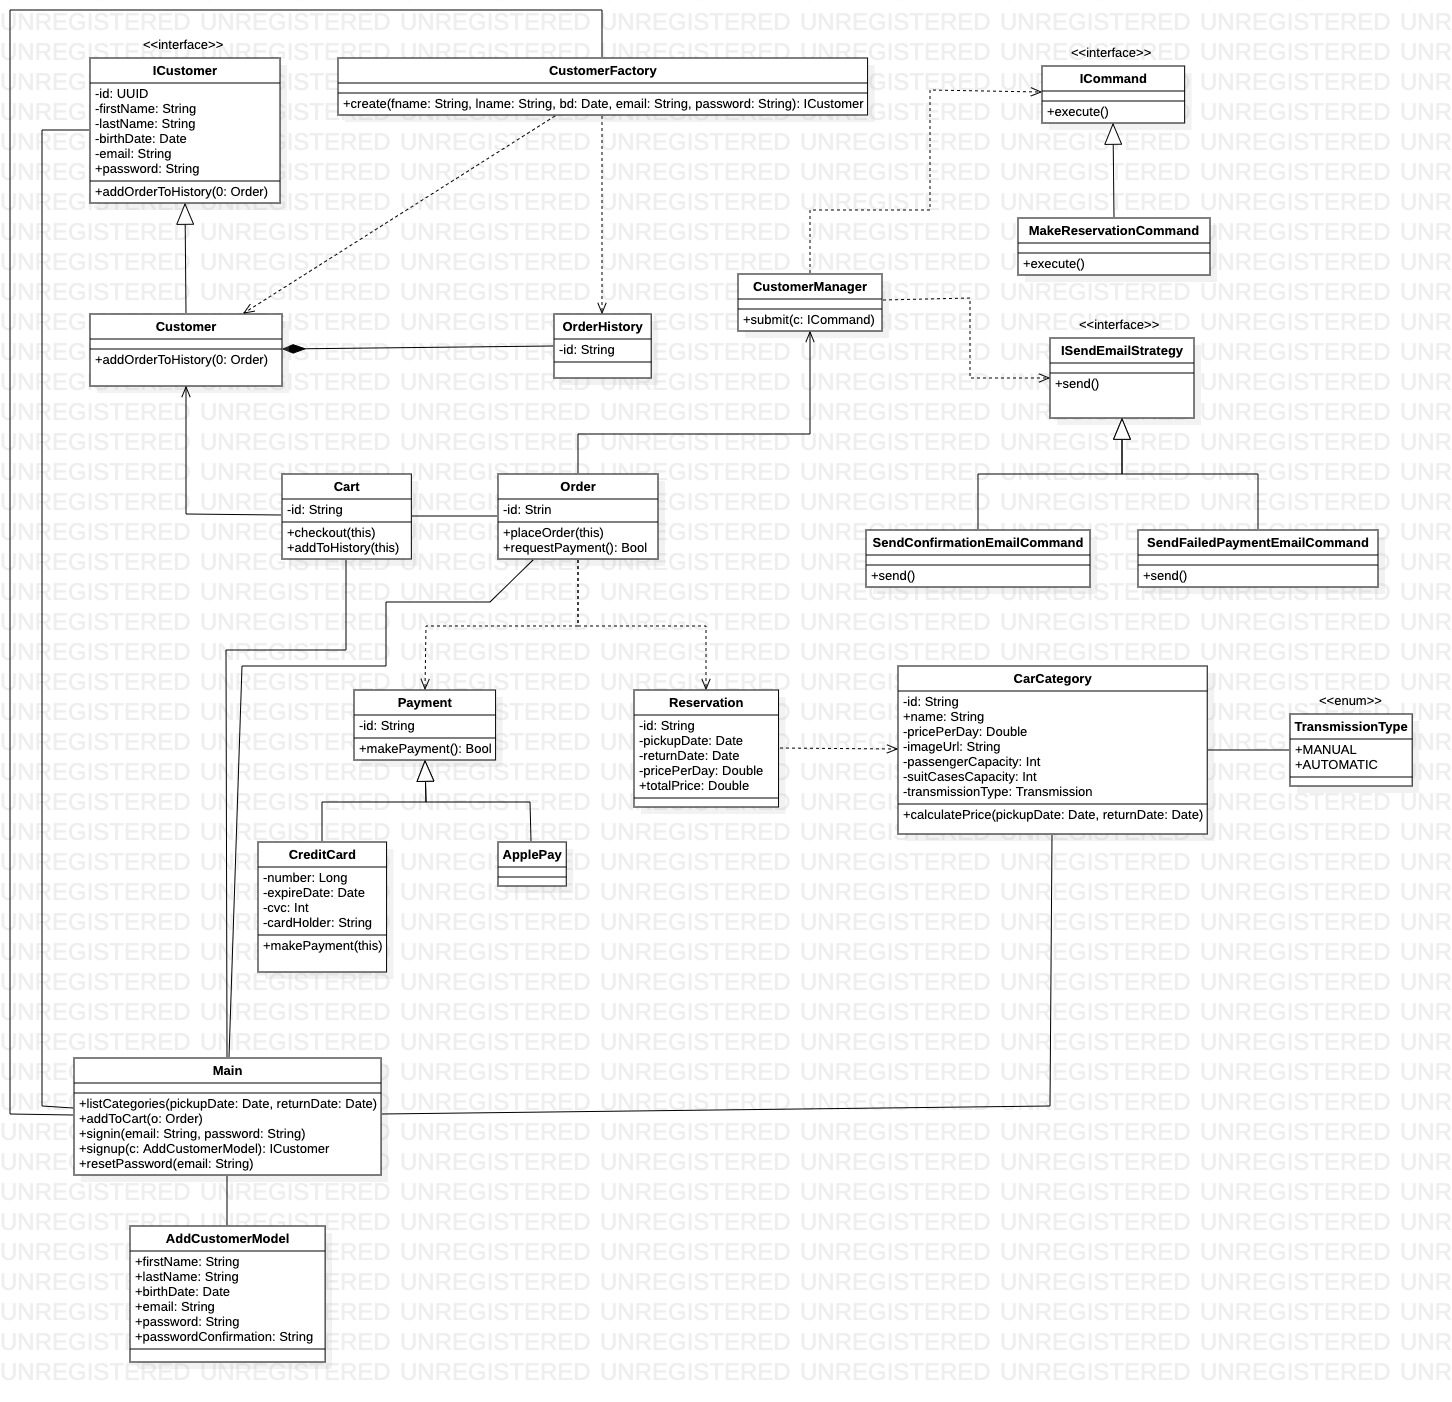 <<interface>>
ICustomer
-id: UUID
-firstName: String
-lastName: String
-birthDate: Date
-email: String
+password: String
+addOrderToHistory(0: Order)
CustomerFactory
+create(fname: String, lname: String, bd: Date, email: String, password: String): ICustomer
<<interface>>
ICommand
+execute()
MakeReservationCommand
+execute()
CustomerManager
+submit(c: ICommand)
Customer
+addOrderToHistory(0: Order)
OrderHistory
-id: String
<<interface>>
ISendEmailStrategy
+send()
Cart
-id: String
+checkout(this)
+addToHistory(this)
Order
-id: Strin
+placeOrder(this)
+requestPayment(): Bool
SendConfirmationEmailCommand
+send()
SendFailedPaymentEmailCommand
+send()
Payment
-id: String
+makePayment(): Bool
Reservation
-id: String
-pickupDate: Date
-returnDate: Date
-pricePerDay: Double
+totalPrice: Double
CarCategory
-id: String
+name: String
-pricePerDay: Double
-imageUrl: String
-passengerCapacity: Int
-suitCasesCapacity: Int
-transmissionType: Transmission
+calculatePrice(pickupDate: Date, returnDate: Date)
<<enum>>
TransmissionType
+MANUAL
+AUTOMATIC
CreditCard
-number: Long
-expireDate: Date
-cvc: Int
-cardHolder: String
+makePayment(this)
ApplePay
Main
+listCategories(pickupDate: Date, returnDate: Date)
+addToCart(o: Order)
+signin(email: String, password: String)
+signup(c: AddCustomerModel): ICustomer
+resetPassword(email: String)
AddCustomerModel
+firstName: String
+lastName: String
+birthDate: Date
+email: String
+password: String
+passwordConfirmation: String
UNREGISTERED